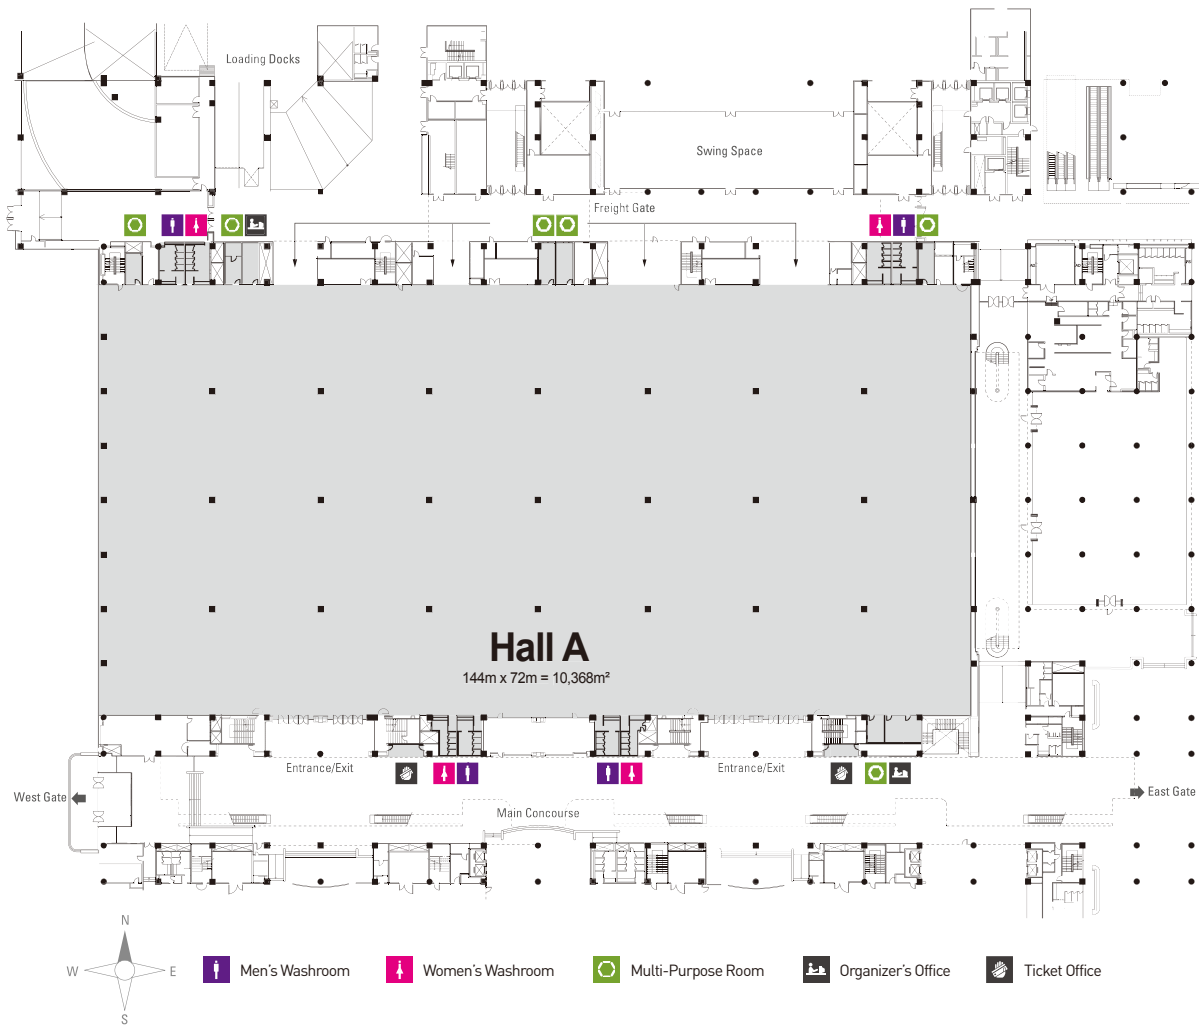 Loading Docks
Swing Space
Freight Gate
Hall A
144m x 72m = 10,368m²
Entrance/Exit
Entrance/Exit
West Gate
East Gate
Main Concourse
N
W
E
S
Men's Washroom
Women's Washroom
Multi-Purpose Room
Organizer's Office
Ticket Office